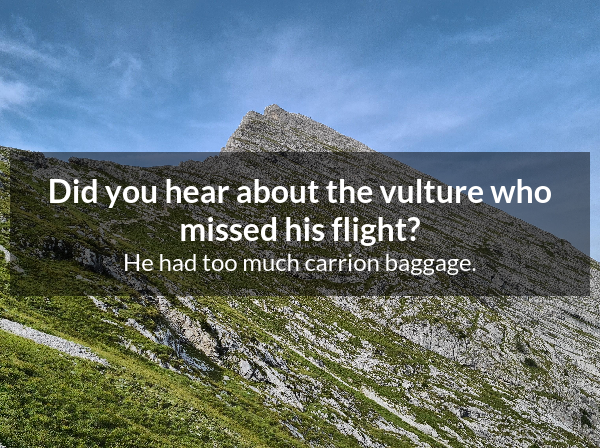 Did you hear about the vulture who
missed his flight?
He had too much carrion baggage.